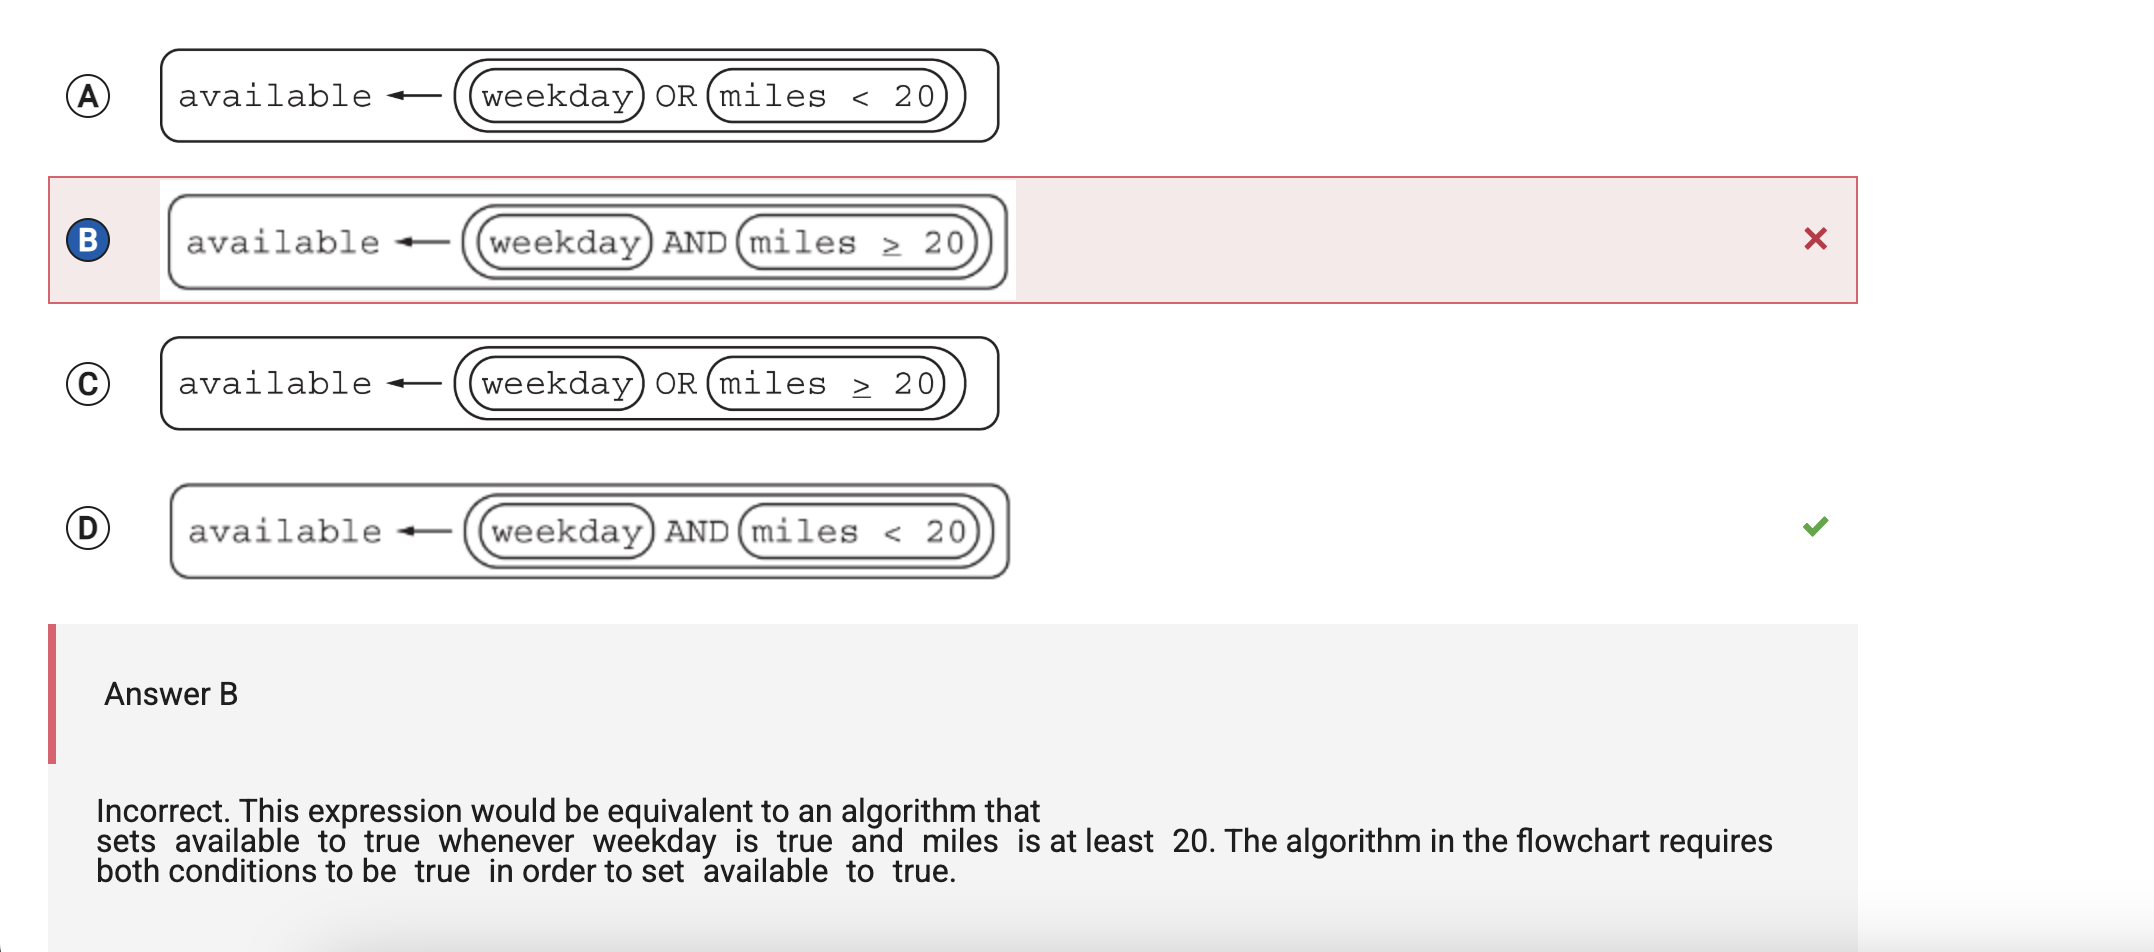 A available ← weekday OR miles < 20
B available ← weekday AND miles ≥ 20
C available ← weekday OR miles ≥ 20
D available ← weekday AND miles < 20
Answer B
Incorrect. This expression would be equivalent to an algorithm that
sets available to true whenever weekday is true and miles is at least 20. The algorithm in the flowchart requires
both conditions to be true in order to set available to true.